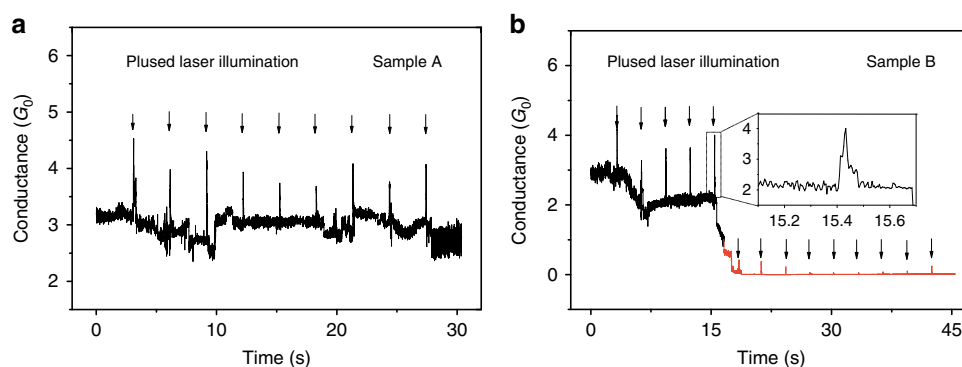 a
6
5
4
3
2
Conductance (G0)
Plused laser illumination
Sample A
0
10
20
30
Time (s)
b
6
4
2
0
Conductance (G0)
Plused laser illumination
Sample B
4
3
2
15.2
15.4
15.6
0
15
30
45
Time (s)